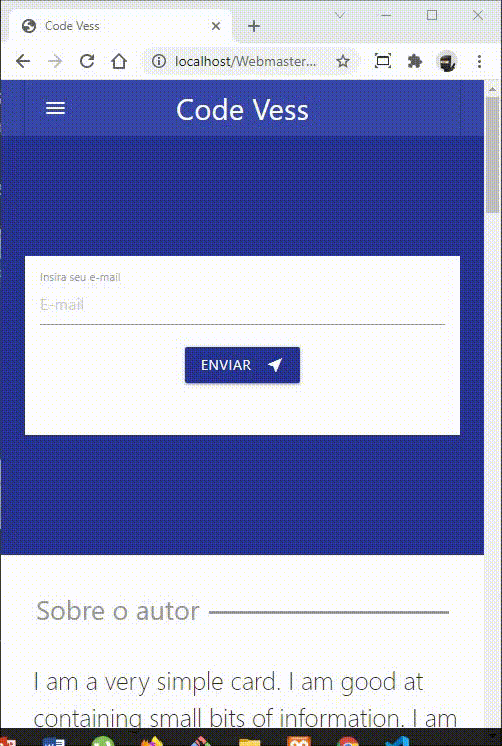 Code Vess
localhost/Webmaster...
Code Vess
Insira seu e-mail
E-mail
ENVIAR
Sobre o autor
I am a very simple card. I am good at
containing small bits of information. I am